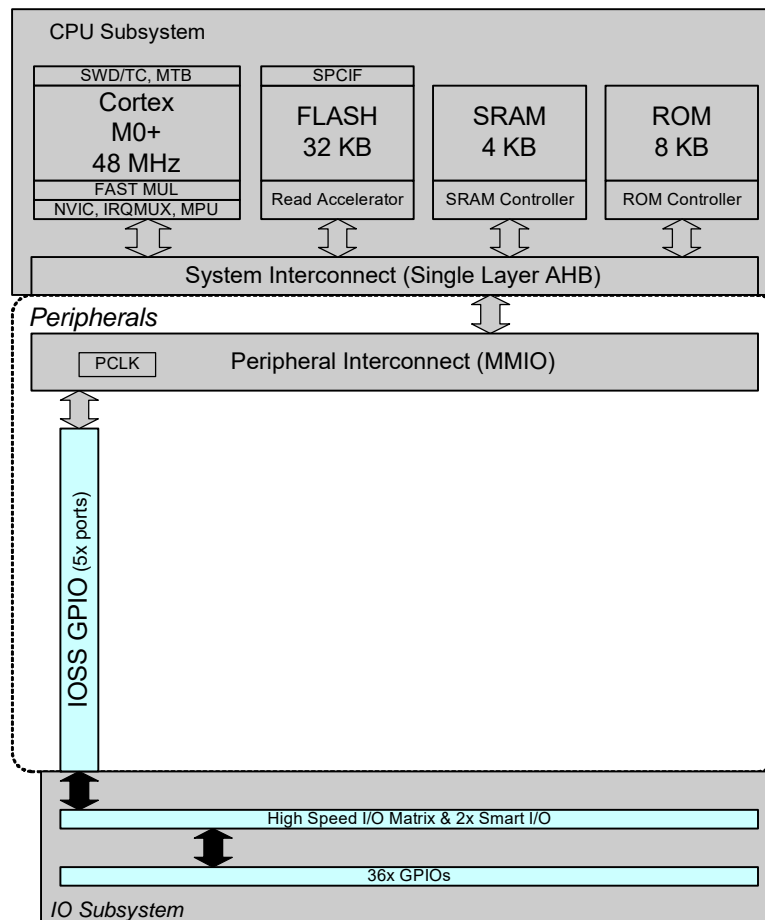 CPU Subsystem
SWD/TC, MTB
Cortex
M0+
48 MHz
FAST MUL
NVIC, IRQMUX, MPU
SPCIF
FLASH
32 KB
Read Accelerator
SRAM
4 KB
SRAM Controller
ROM
8 KB
ROM Controller
System Interconnect (Single Layer AHB)
Peripherals
PCLK
Peripheral Interconnect (MMIO)
IOSS GPIO (5x ports)
High Speed I/O Matrix & 2x Smart I/O
36x GPIOs
IO Subsystem